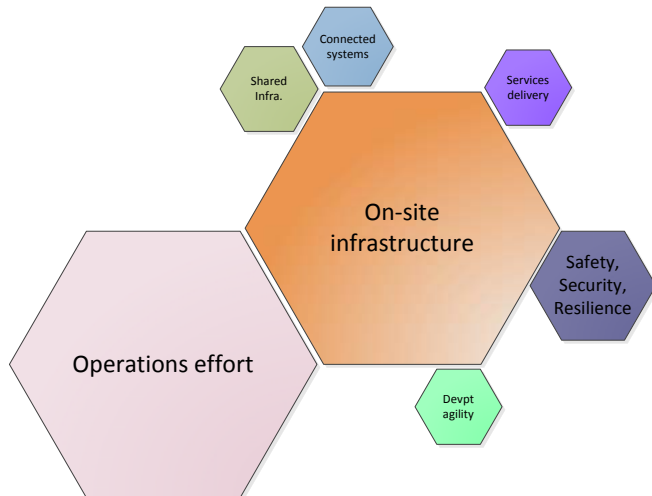 Connected
systems
Shared
Infra.
Services
delivery
On-site
infrastructure
Safety,
Security,
Resilience
Operations effort
Devpt
agility